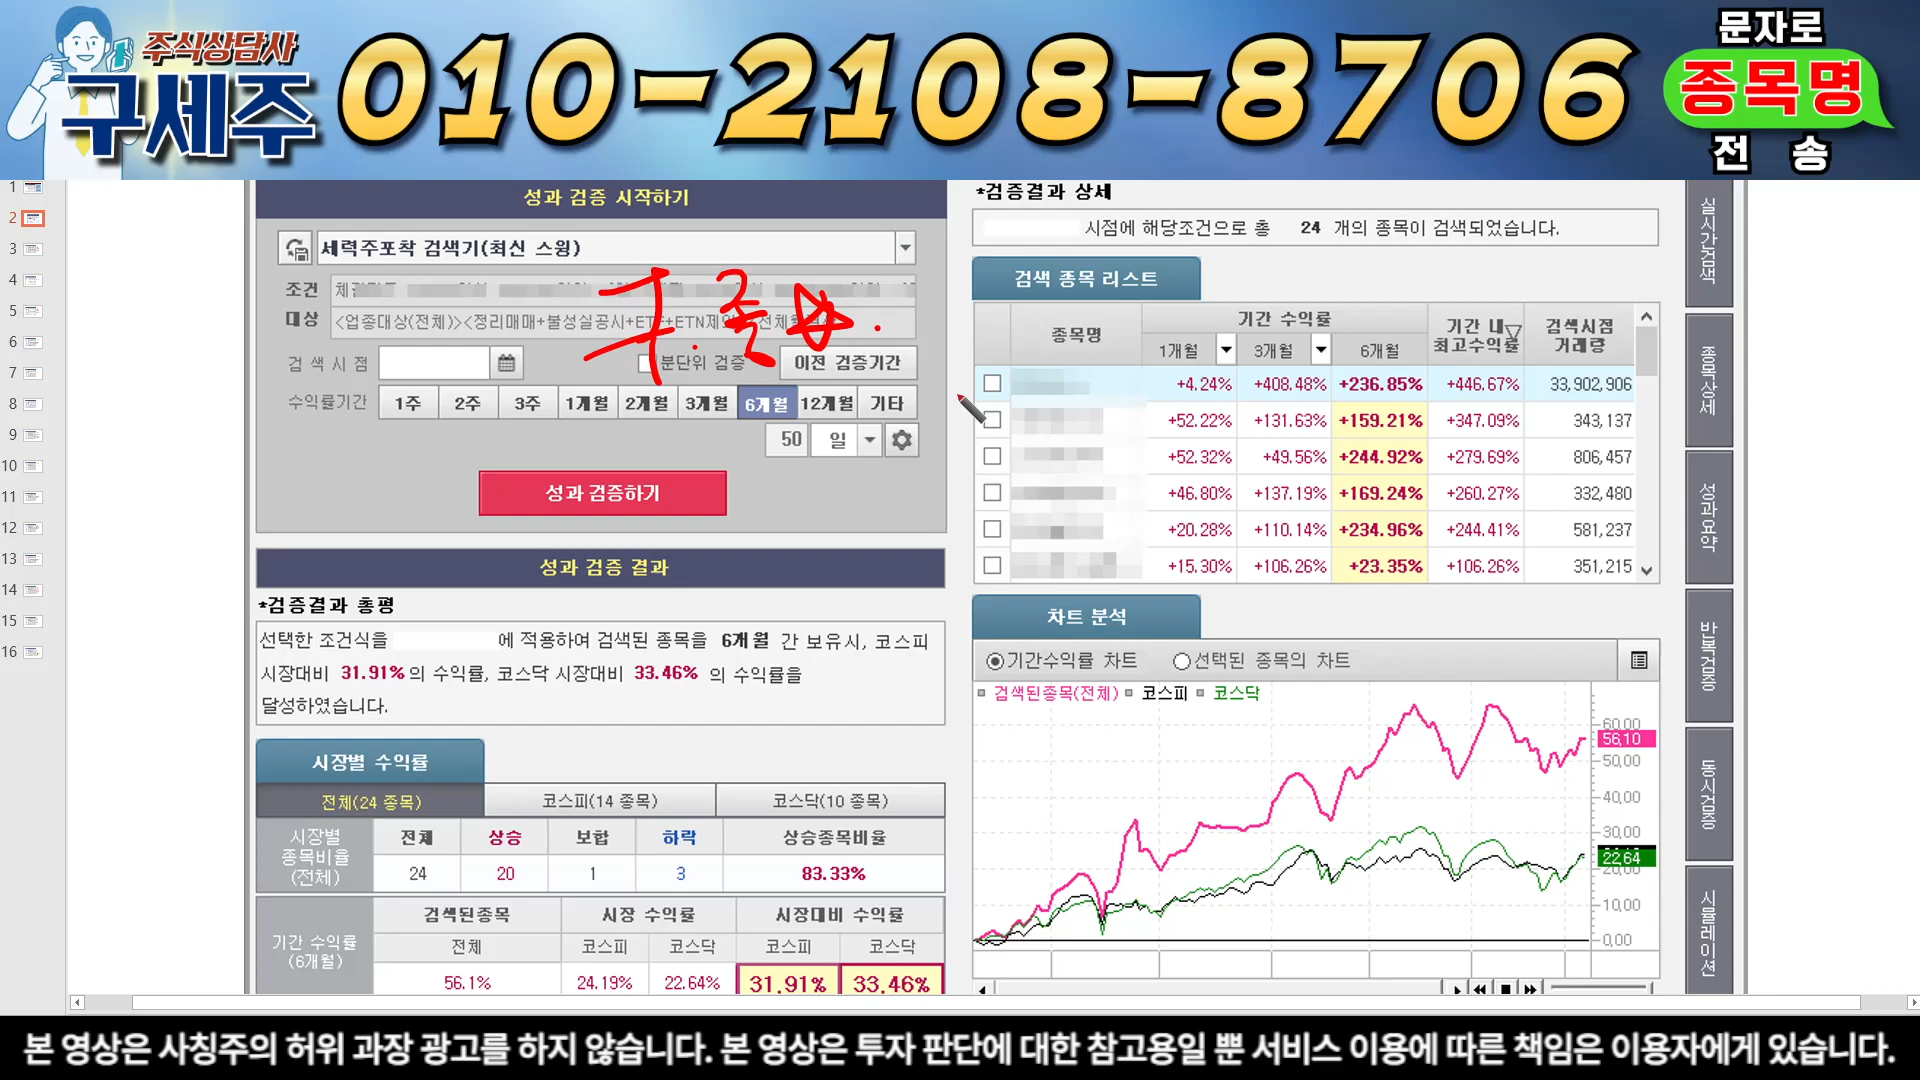 주식상담사
구세주
010-2108-8706
문자로
종목명
전 송
1
2
3
4
5
6
7
8
9
10
11
12
13
14
15
16
성과 검증 시작하기
세력주포착 검색기(최신 스윙)
조건
대상 <업종대상(전체)><정리매매+불성실공시+ETF+ETN제외
검색시점 분단위 검증 이전 검증기간
수익률기간 1주 2주 3주 1개월 2개월 3개월 6개월 12개월 기타
50 일
성과 검증하기
성과 검증 결과
*검증결과 총평
선택한 조건식을 에 적용하여 검색된 종목을 6개월 간 보유시, 코스피
시장대비 31.91% 의 수익률, 코스닥 시장대비 33.46% 의 수익률을
달성하였습니다.
시장별 수익률
전체(24 종목) 코스피(14 종목) 코스닥(10 종목)
시장별 종목비율 (전체)
전체 상승 보합 하락 상승종목비율
24 20 1 3 83.33%
기간 수익률 (6개월)
검색된종목 시장 수익률 시장대비 수익률
전체 코스피 코스닥 코스피 코스닥
56.1% 24.19% 22.64% 31.91% 33.46%
*검증결과 상세
시점에 해당조건으로 총 24 개의 종목이 검색되었습니다.
검색 종목 리스트
종목명 기간 수익률 기간 내 최고수익률 검색시점 거래량
1개월 3개월 6개월
+4.24% +408.48% +236.85% +446.67% 33,902,906
+52.22% +131.63% +159.21% +347.09% 343,137
+52.32% +49.56% +244.92% +279.69% 806,457
+46.80% +137.19% +169.24% +260.27% 332,480
+20.28% +110.14% +234.96% +244.41% 581,237
+15.30% +106.26% +23.35% +106.26% 351,215
차트 분석
기간수익률 차트 선택된 종목의 차트
검색된종목(전체) 코스피 코스닥
60.00
56.10
50.00
40.00
30.00
22.64
20.00
10.00
0.00
실시간검색
종목상세
성과요약
반복검증
동시검증
시뮬레이션
본 영상은 사칭주의 허위 과장 광고를 하지 않습니다. 본 영상은 투자 판단에 대한 참고용일 뿐 서비스 이용에 따른 책임은 이용자에게 있습니다.